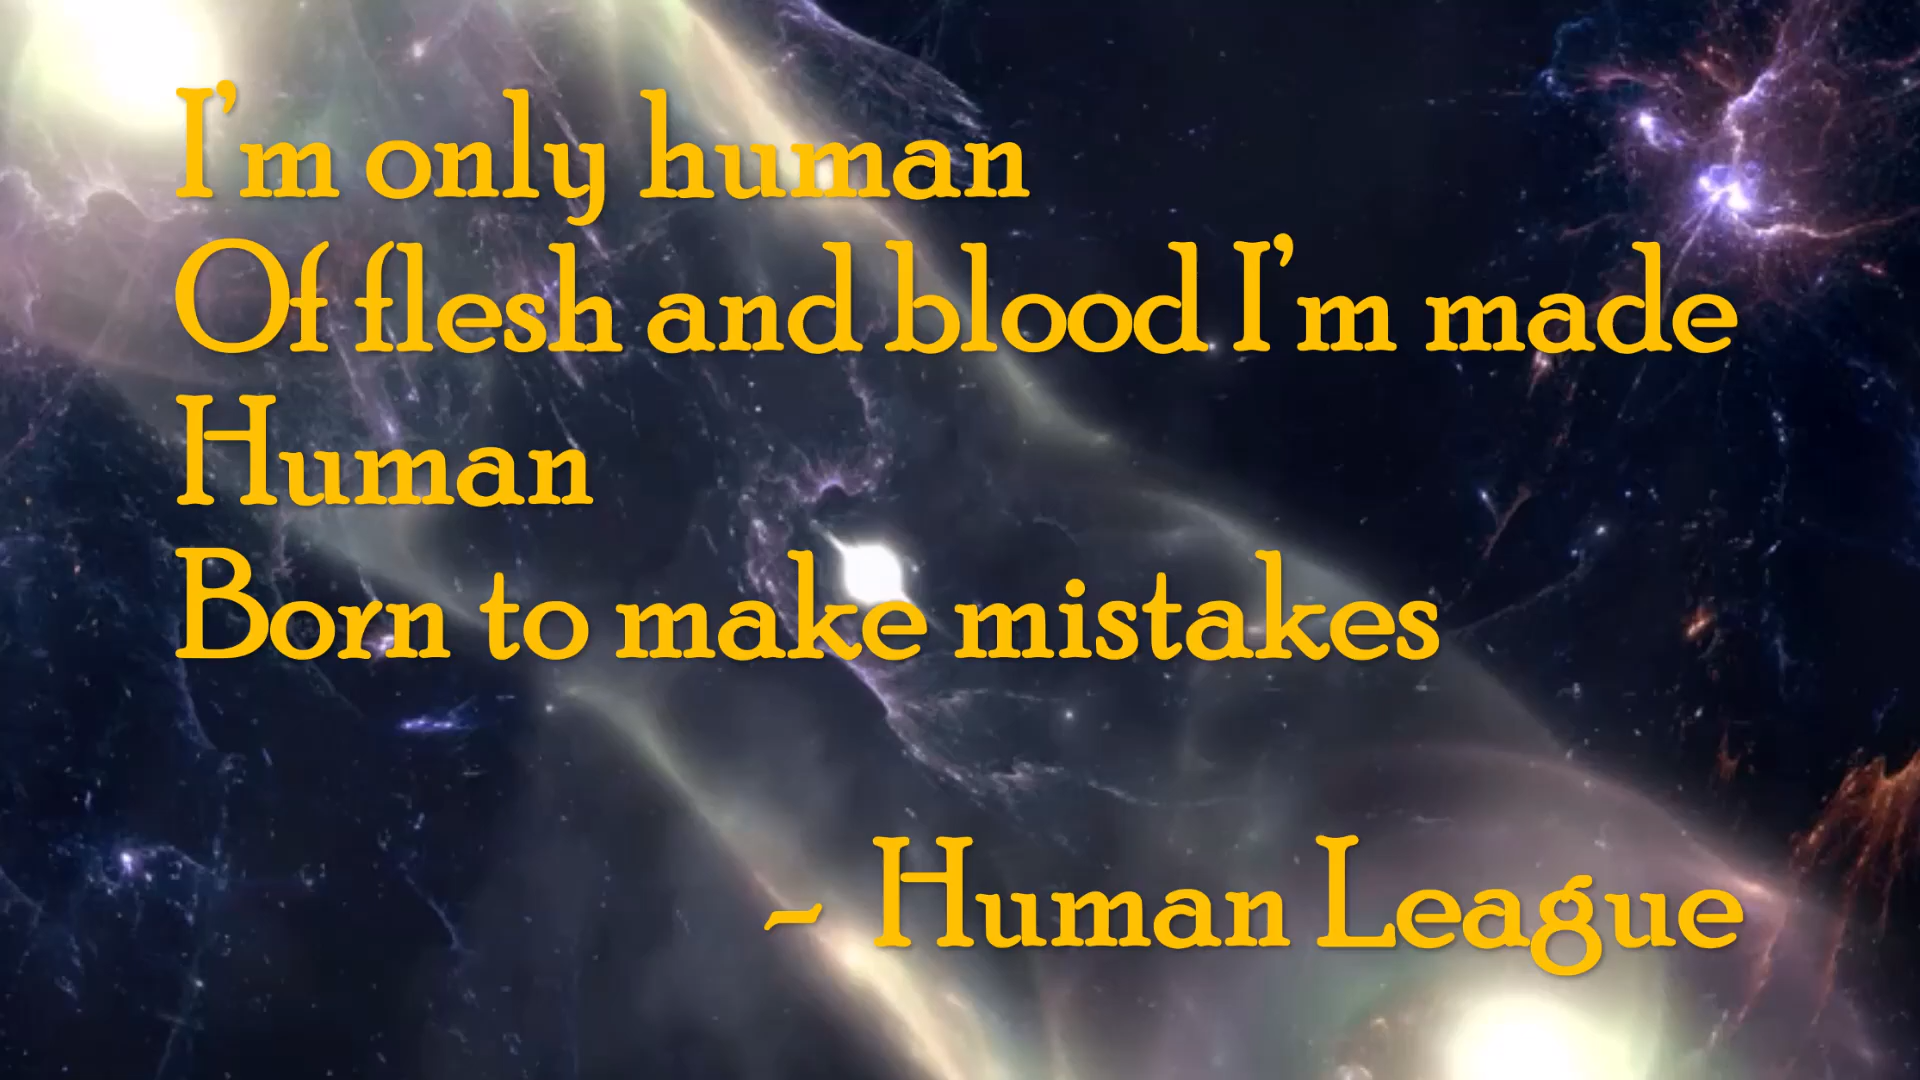 I’m only human
Of flesh and blood I’m made
Human
Born to make mistakes
~ Human League